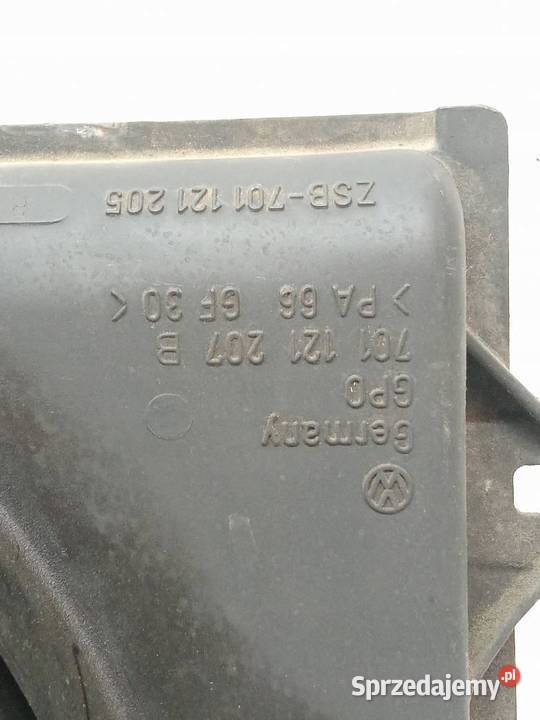 Germany
GPO
701 121 207 B
>PA 66 GF 30<
ZSB-701 121 205
Sprzedajemy.pl